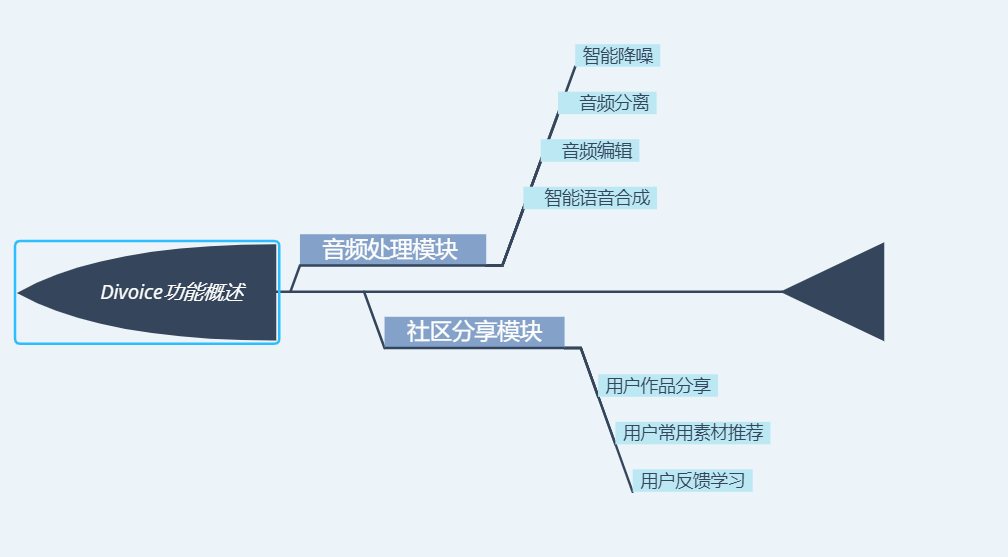 智能降噪
音频分离
音频编辑
智能语音合成
音频处理模块
Divoice功能概述
社区分享模块
用户作品分享
用户常用素材推荐
用户反馈学习